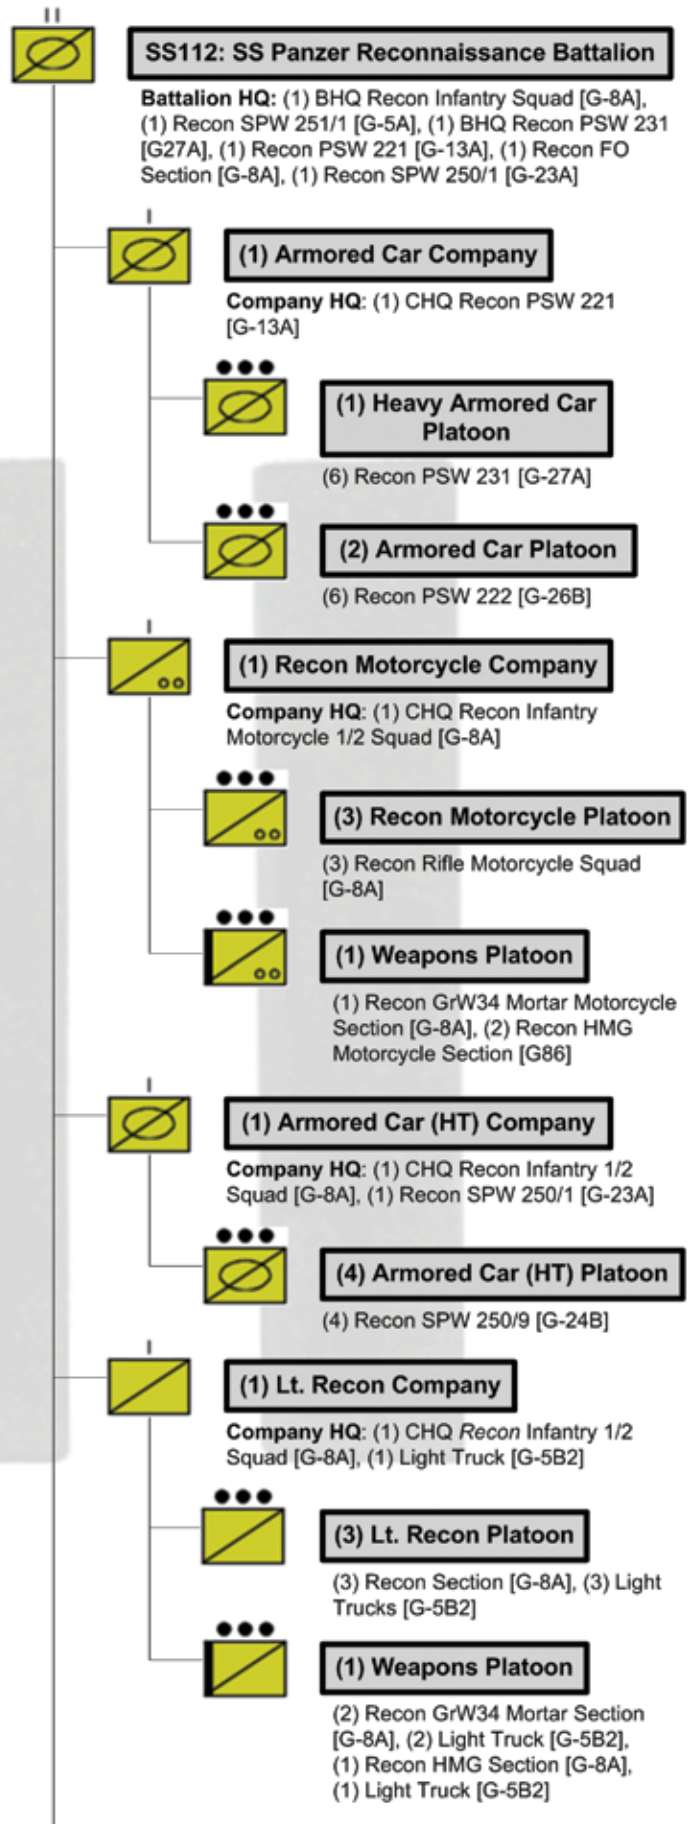 SS112: SS Panzer Reconnaissance Battalion
Battalion HQ: (1) BHQ Recon Infantry Squad [G-8A],
(1) Recon SPW 251/1 [G-5A], (1) BHQ Recon PSW 231
[G27A], (1) Recon PSW 221 [G-13A], (1) Recon FO
Section [G-8A], (1) Recon SPW 250/1 [G-23A]
(1) Armored Car Company
Company HQ: (1) CHQ Recon PSW 221
[G-13A]
(1) Heavy Armored Car
Platoon
(6) Recon PSW 231 [G-27A]
(2) Armored Car Platoon
(6) Recon PSW 222 [G-26B]
(1) Recon Motorcycle Company
Company HQ: (1) CHQ Recon Infantry
Motorcycle 1/2 Squad [G-8A]
(3) Recon Motorcycle Platoon
(3) Recon Rifle Motorcycle Squad
[G-8A]
(1) Weapons Platoon
(1) Recon GrW34 Mortar Motorcycle
Section [G-8A], (2) Recon HMG
Motorcycle Section [G86]
(1) Armored Car (HT) Company
Company HQ: (1) CHQ Recon Infantry 1/2
Squad [G-8A], (1) Recon SPW 250/1 [G-23A]
(4) Armored Car (HT) Platoon
(4) Recon SPW 250/9 [G-24B]
(1) Lt. Recon Company
Company HQ: (1) CHQ Recon Infantry 1/2
Squad [G-8A], (1) Light Truck [G-5B2]
(3) Lt. Recon Platoon
(3) Recon Section [G-8A], (3) Light
Trucks [G-5B2]
(1) Weapons Platoon
(2) Recon GrW34 Mortar Section
[G-8A], (2) Light Truck [G-5B2],
(1) Recon HMG Section [G-8A],
(1) Light Truck [G-5B2]